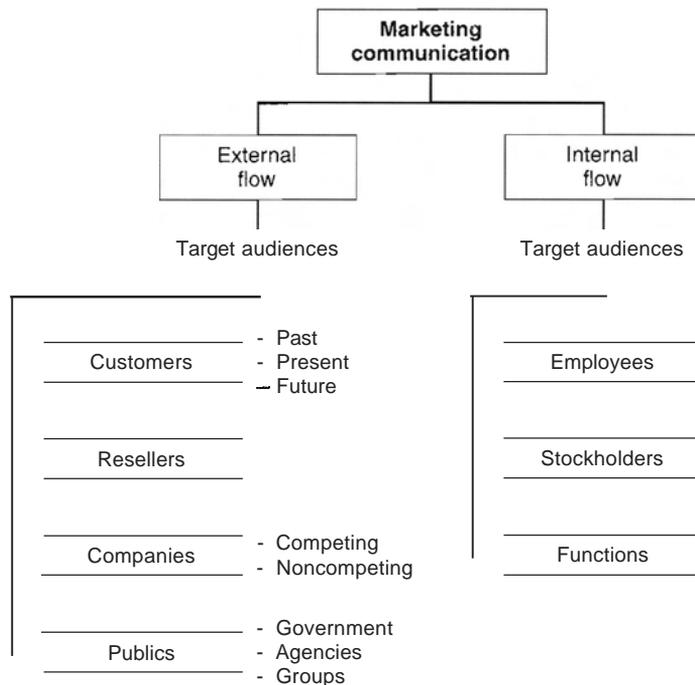 Marketing
communication
External
flow
Internal
flow
Target audiences
Target audiences
Customers
- Past
- Present
- Future
Resellers
Companies
- Competing
- Noncompeting
Publics
- Government
- Agencies
- Groups
Employees
Stockholders
Functions